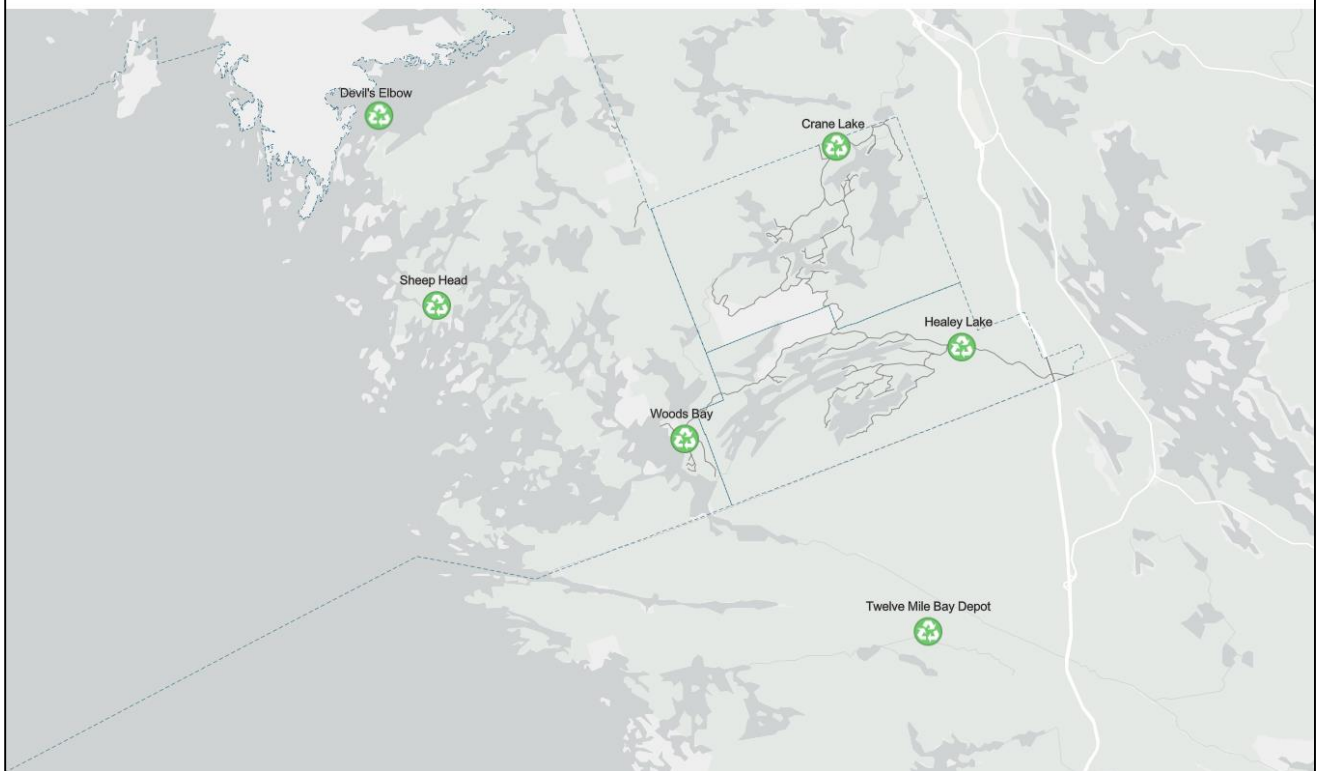 Devil's Elbow
Crane Lake
Sheep Head
Healey Lake
Woods Bay
Twelve Mile Bay Depot